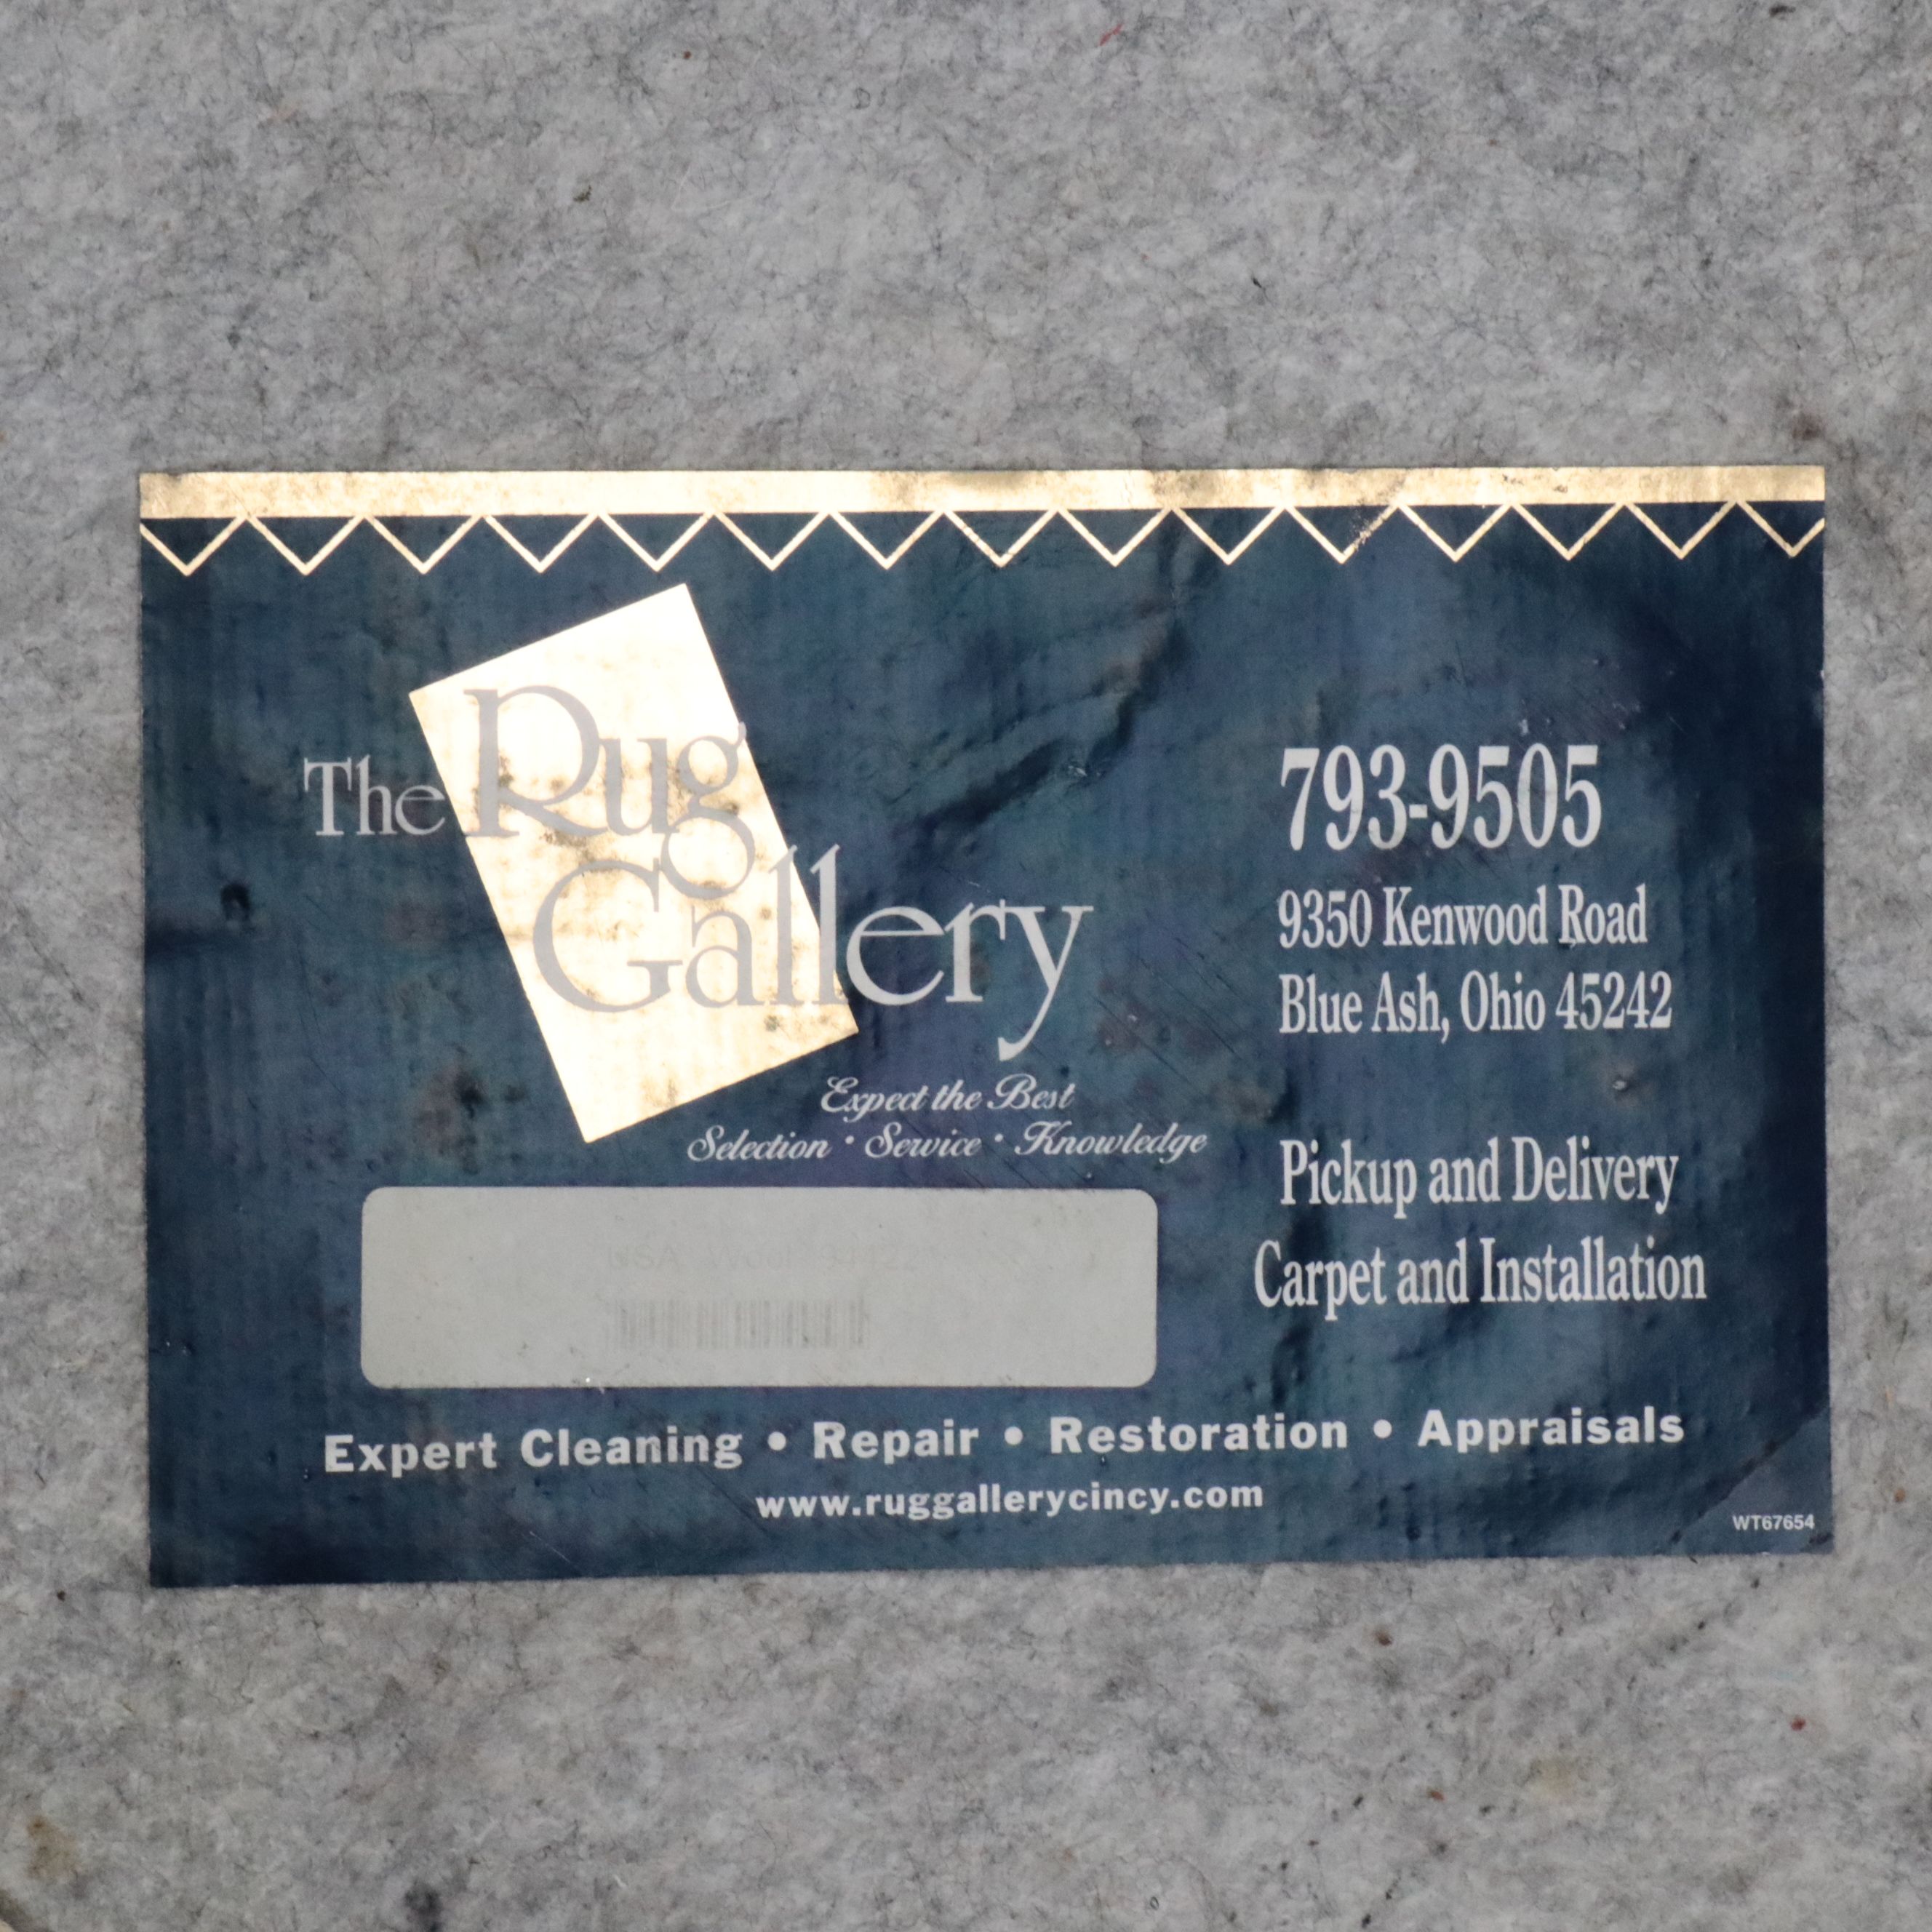 The Rug
Gallery
Expect the Best
Selection • Service • Knowledge
793-9505
9350 Kenwood Road
Blue Ash, Ohio 45242
Pickup and Delivery
Carpet and Installation
Expert Cleaning • Repair • Restoration • Appraisals
www.ruggallerycincy.com
WT67654